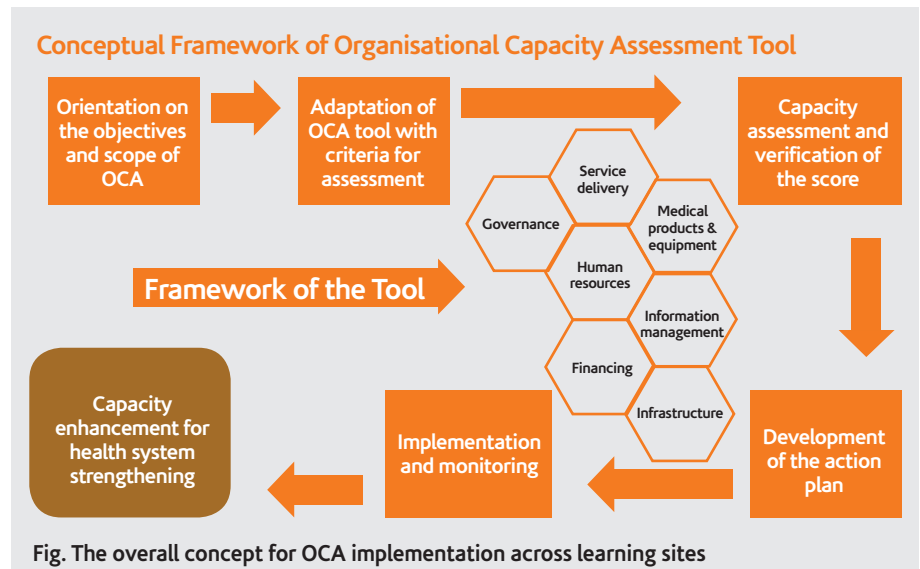 Conceptual Framework of Organisational Capacity Assessment Tool
Orientation on
the objectives
and scope of
OCA
Adaptation of
OCA tool with
criteria for
assessment
Capacity
assessment and
verification of
the score
Service
delivery
Governance
Medical
products &
equipment
Human
resources
Framework of the Tool
Information
management
Financing
Infrastructure
Capacity
enhancement for
health system
strengthening
Implementation
and monitoring
Development
of the action
plan
Fig. The overall concept for OCA implementation across learning sites